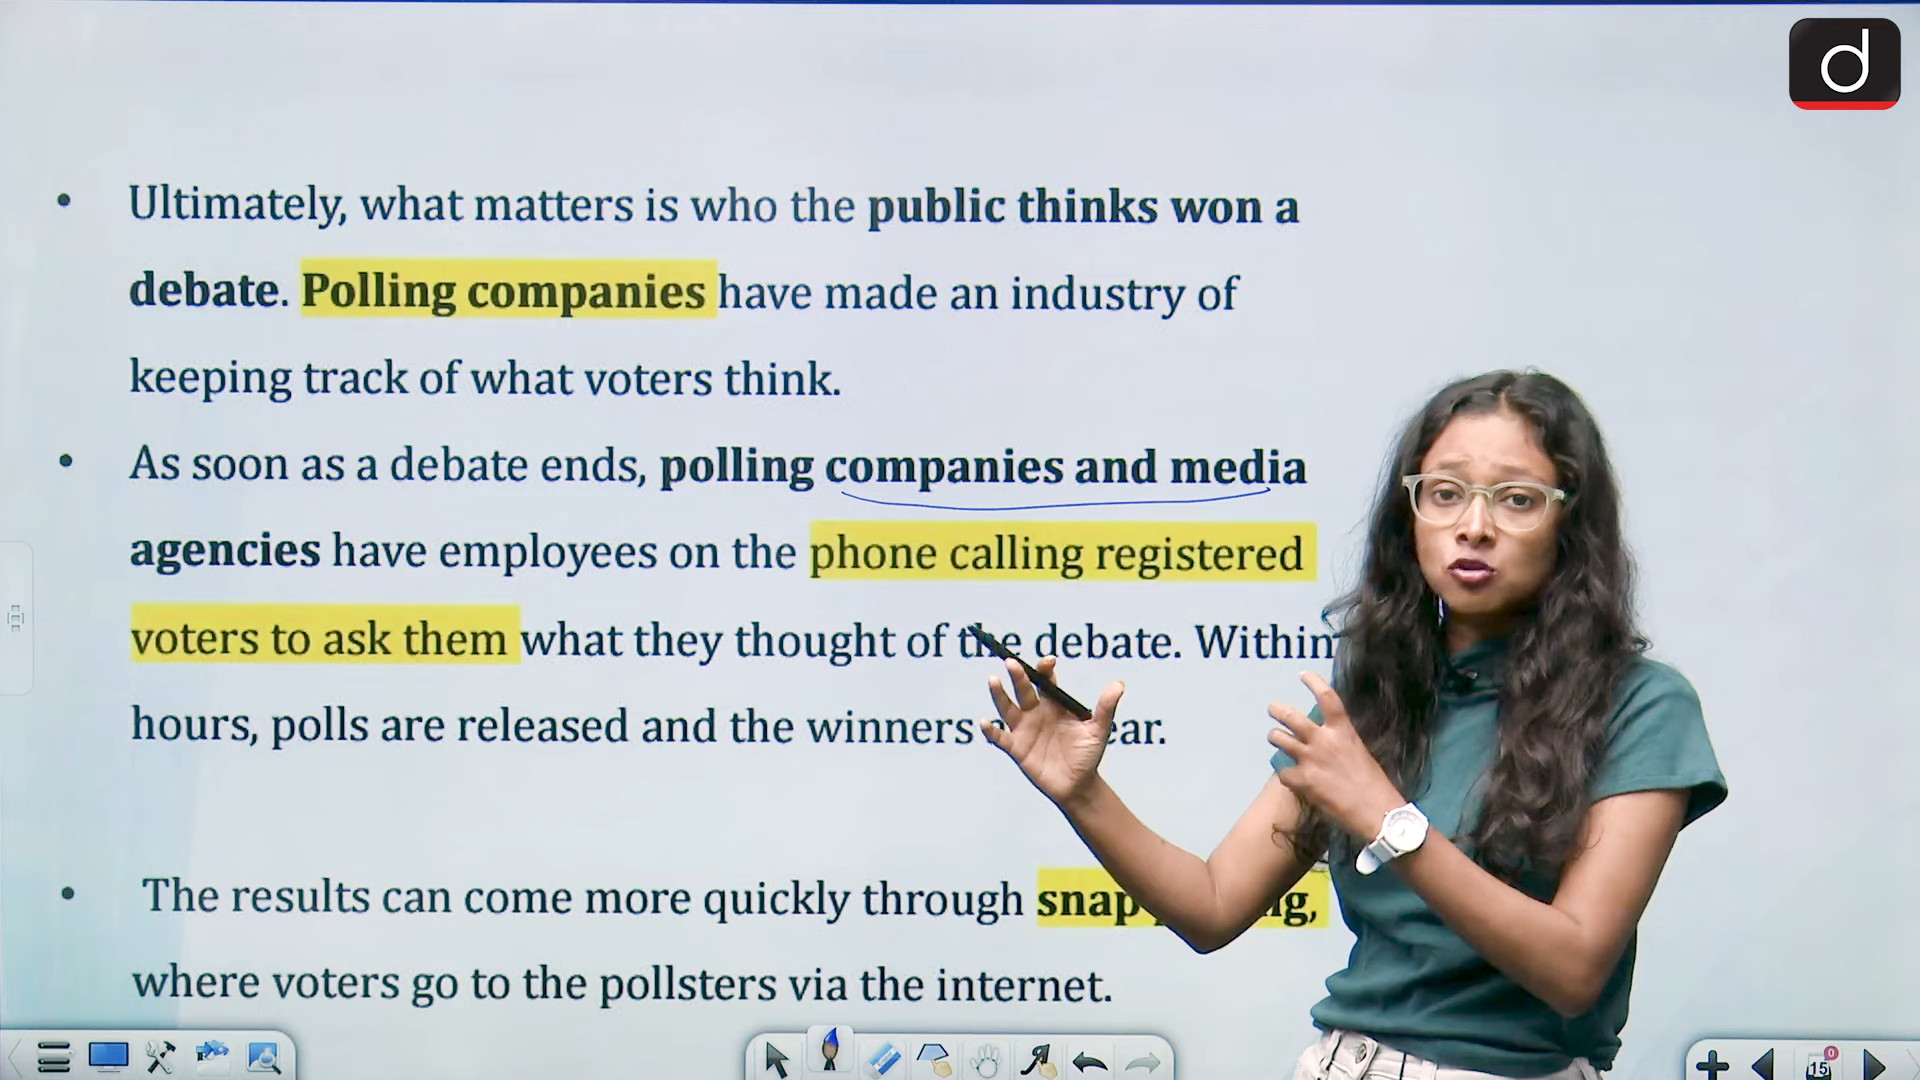 d
Ultimately, what matters is who the public thinks won a
debate. Polling companies have made an industry of
keeping track of what voters think.
As soon as a debate ends, polling companies and media
agencies have employees on the phone calling registered
voters to ask them what they thought of the debate. Within
hours, polls are released and the winners
The results can come more quickly through snap
where voters go to the pollsters via the internet.
15
0